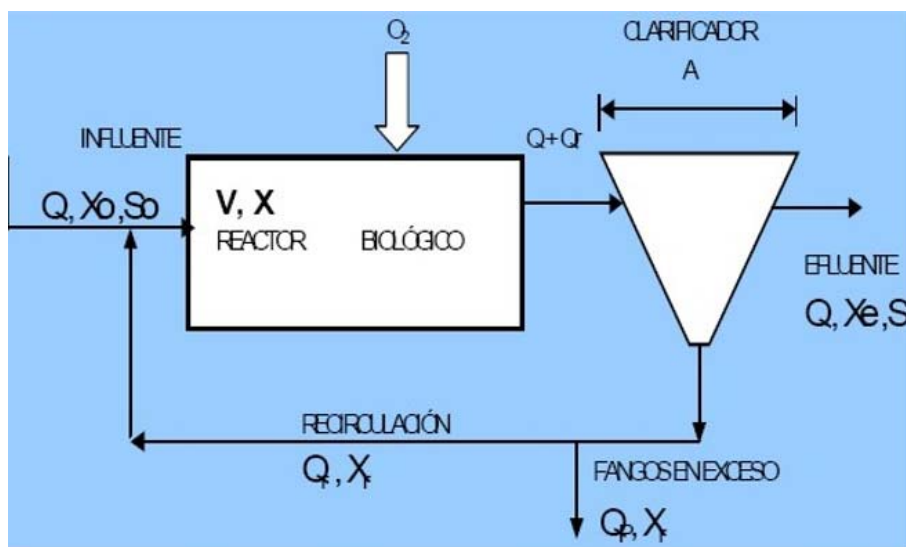 O₂
CLARIFICADOR
A
INFLUENTE
Q + Qr
Q, Xo, So
V, X
REACTOR BIOLÓGICO
EFLUENTE
Q, Xe, S
RECIRCULACIÓN
Qr, Xr
FANGOS EN EXCESO
Qp, Xr